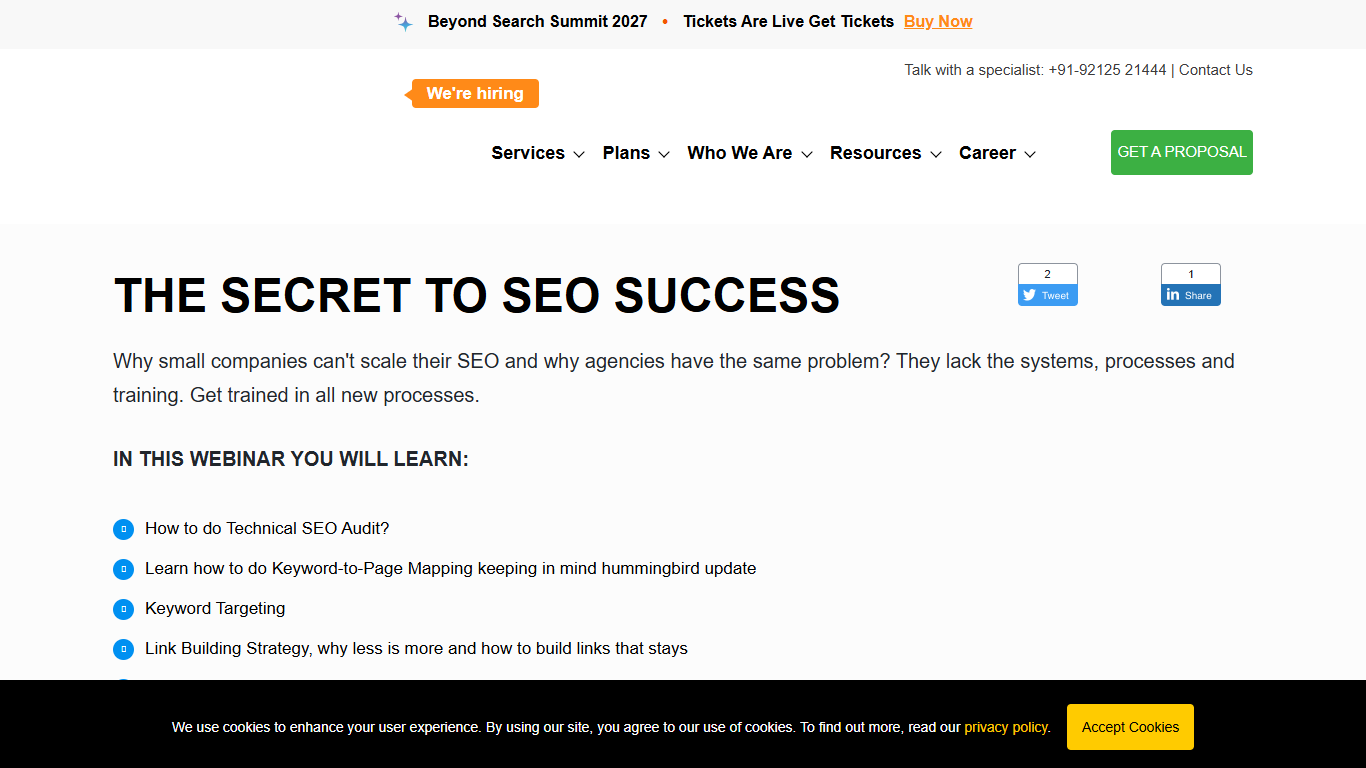 Beyond Search Summit 2027 • Tickets Are Live Get Tickets Buy Now
Talk with a specialist: +91-92125 21444 | Contact Us
We're hiring
Services Plans Who We Are Resources Career GET A PROPOSAL
THE SECRET TO SEO SUCCESS
2
Tweet
1
in Share
Why small companies can't scale their SEO and why agencies have the same problem? They lack the systems, processes and
training. Get trained in all new processes.
IN THIS WEBINAR YOU WILL LEARN:
How to do Technical SEO Audit?
Learn how to do Keyword-to-Page Mapping keeping in mind hummingbird update
Keyword Targeting
Link Building Strategy, why less is more and how to build links that stays
We use cookies to enhance your user experience. By using our site, you agree to our use of cookies. To find out more, read our privacy policy. Accept Cookies